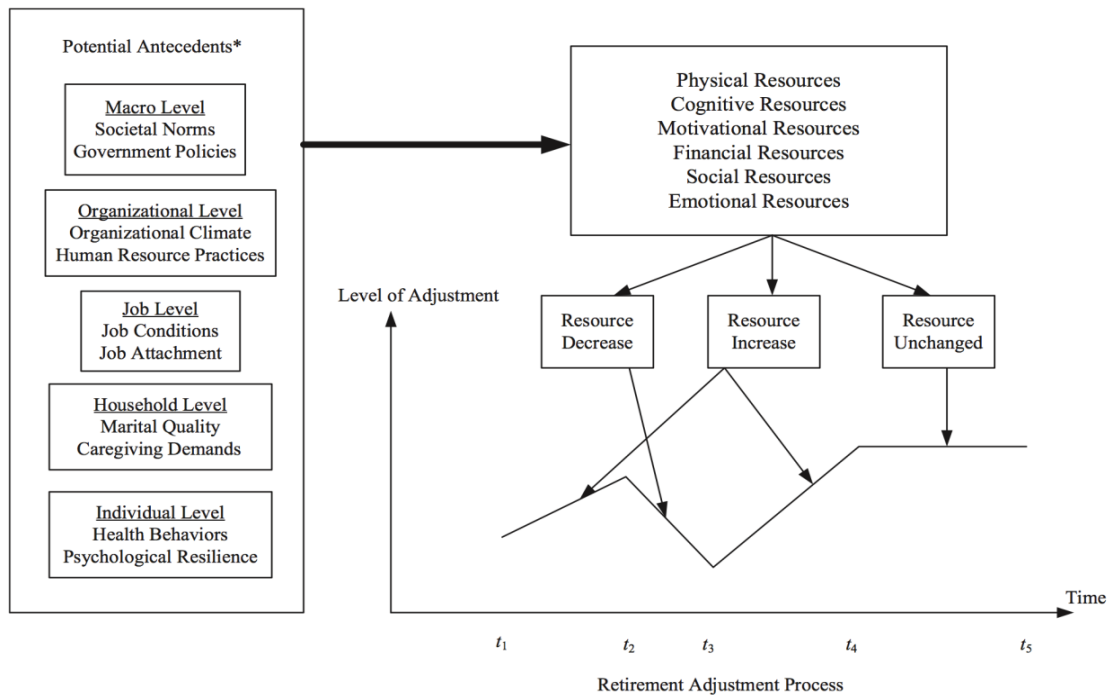 Potential Antecedents*
Macro Level
Societal Norms
Government Policies
Organizational Level
Organizational Climate
Human Resource Practices
Job Level
Job Conditions
Job Attachment
Household Level
Marital Quality
Caregiving Demands
Individual Level
Health Behaviors
Psychological Resilience
Physical Resources
Cognitive Resources
Motivational Resources
Financial Resources
Social Resources
Emotional Resources
Level of Adjustment
Resource
Decrease
Resource
Increase
Resource
Unchanged
Time
t1 t2 t3 t4 t5
Retirement Adjustment Process